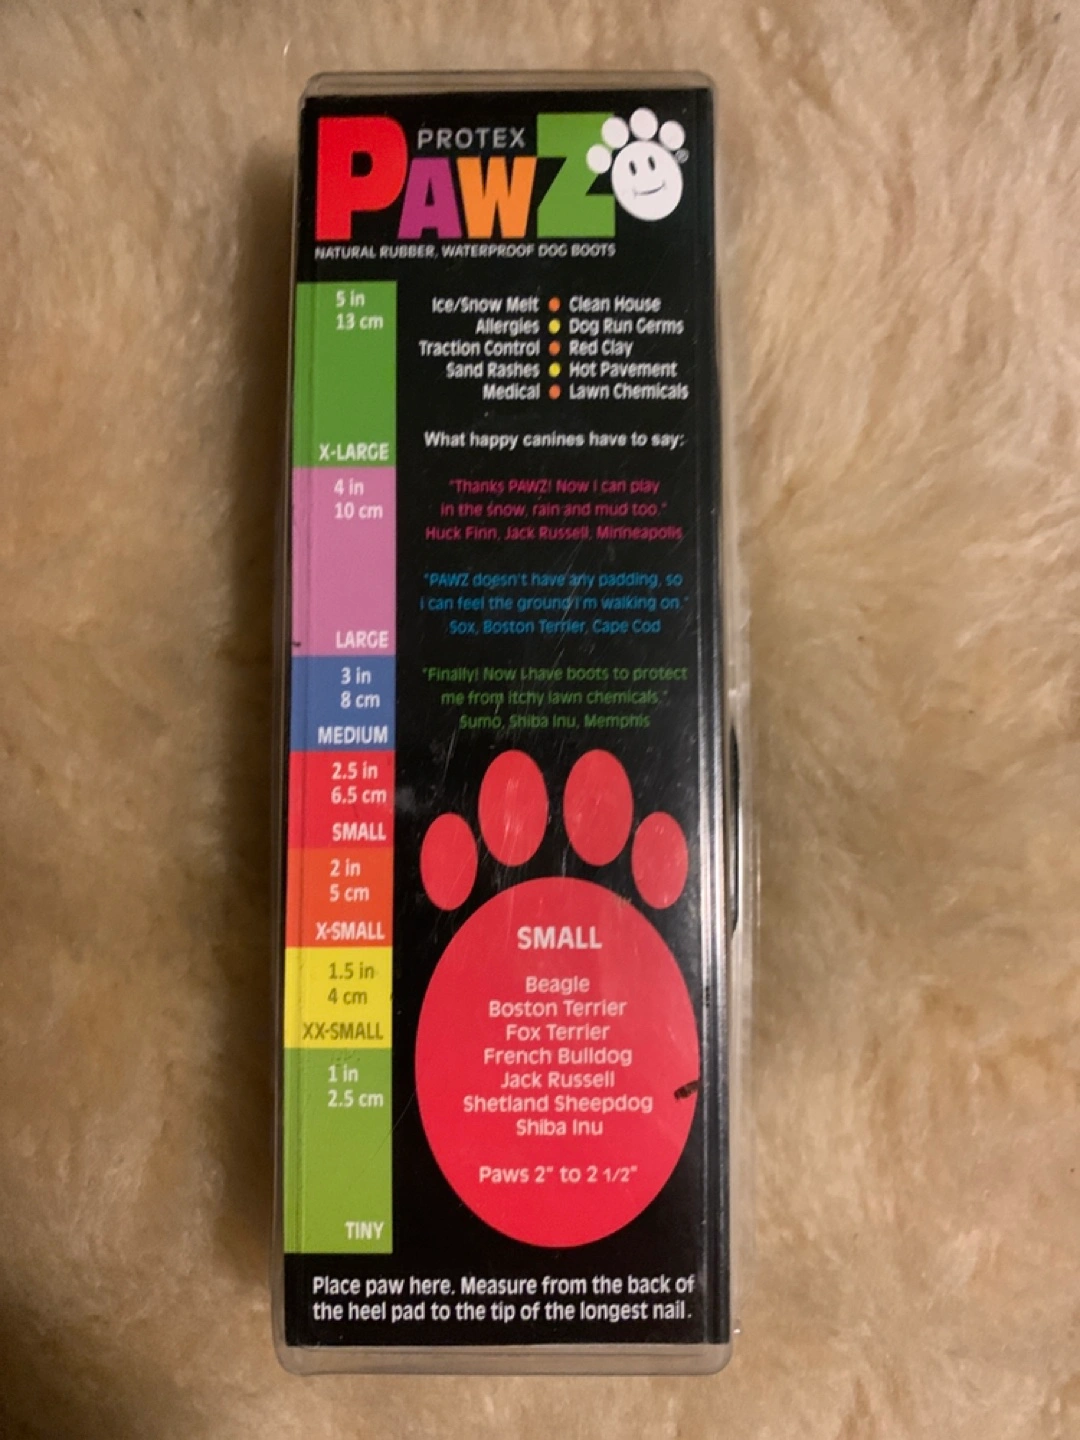 PROTEX
PAWZ
®
NATURAL RUBBER, WATERPROOF DOG BOOTS
5 in
13 cm
X-LARGE
4 in
10 cm
LARGE
3 in
8 cm
MEDIUM
2.5 in
6.5 cm
SMALL
2 in
5 cm
X-SMALL
1.5 in
4 cm
XX-SMALL
1 in
2.5 cm
TINY
Ice/Snow Melt • Clean House
Allergies • Dog Run Germs
Traction Control • Red Clay
Sand Rashes • Hot Pavement
Medical • Lawn Chemicals
What happy canines have to say:
"Thanks PAWZ! Now I can play
in the snow, rain and mud too."
Huck Finn, Jack Russell, Minneapolis
"PAWZ doesn't have any padding, so
I can feel the ground I'm walking on."
Sox, Boston Terrier, Cape Cod
"Finally! Now I have boots to protect
me from itchy lawn chemicals."
Sumo, Shiba Inu, Memphis
SMALL
Beagle
Boston Terrier
Fox Terrier
French Bulldog
Jack Russell
Shetland Sheepdog
Shiba Inu
Paws 2" to 2 1/2"
Place paw here. Measure from the back of
the heel pad to the tip of the longest nail.